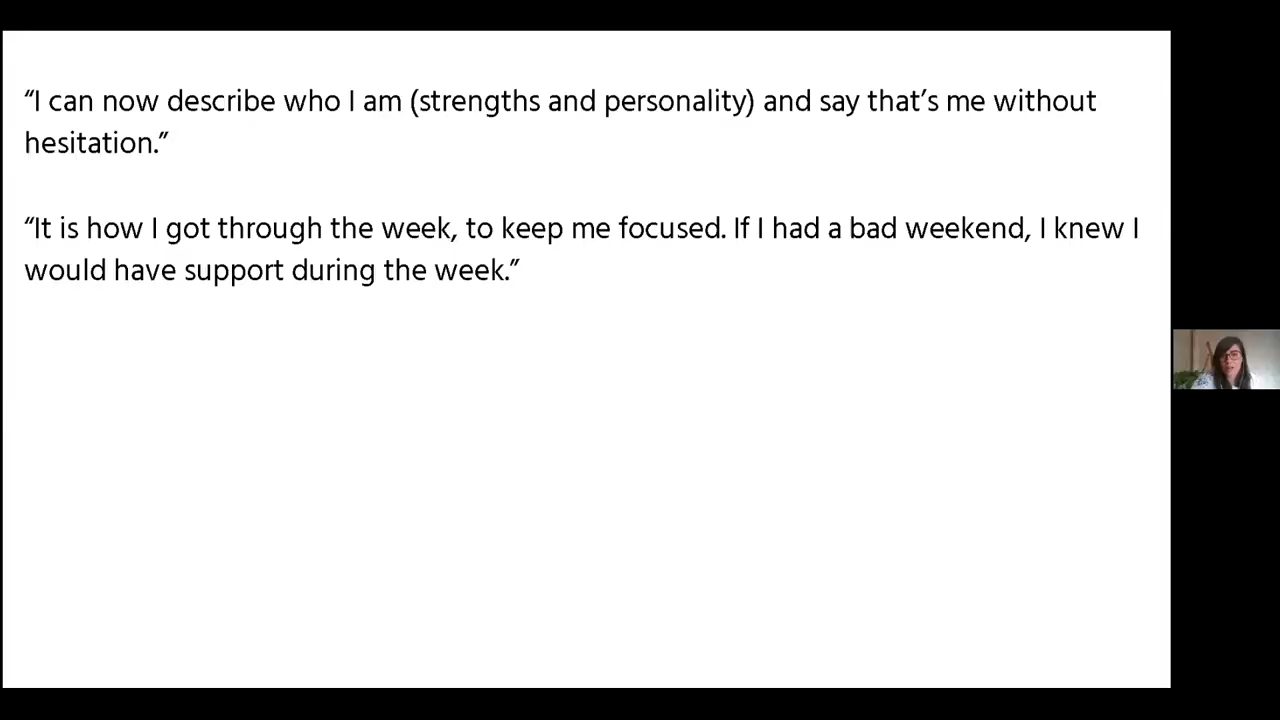 “I can now describe who I am (strengths and personality) and say that’s me without
hesitation.”
“It is how I got through the week, to keep me focused. If I had a bad weekend, I knew I
would have support during the week.”